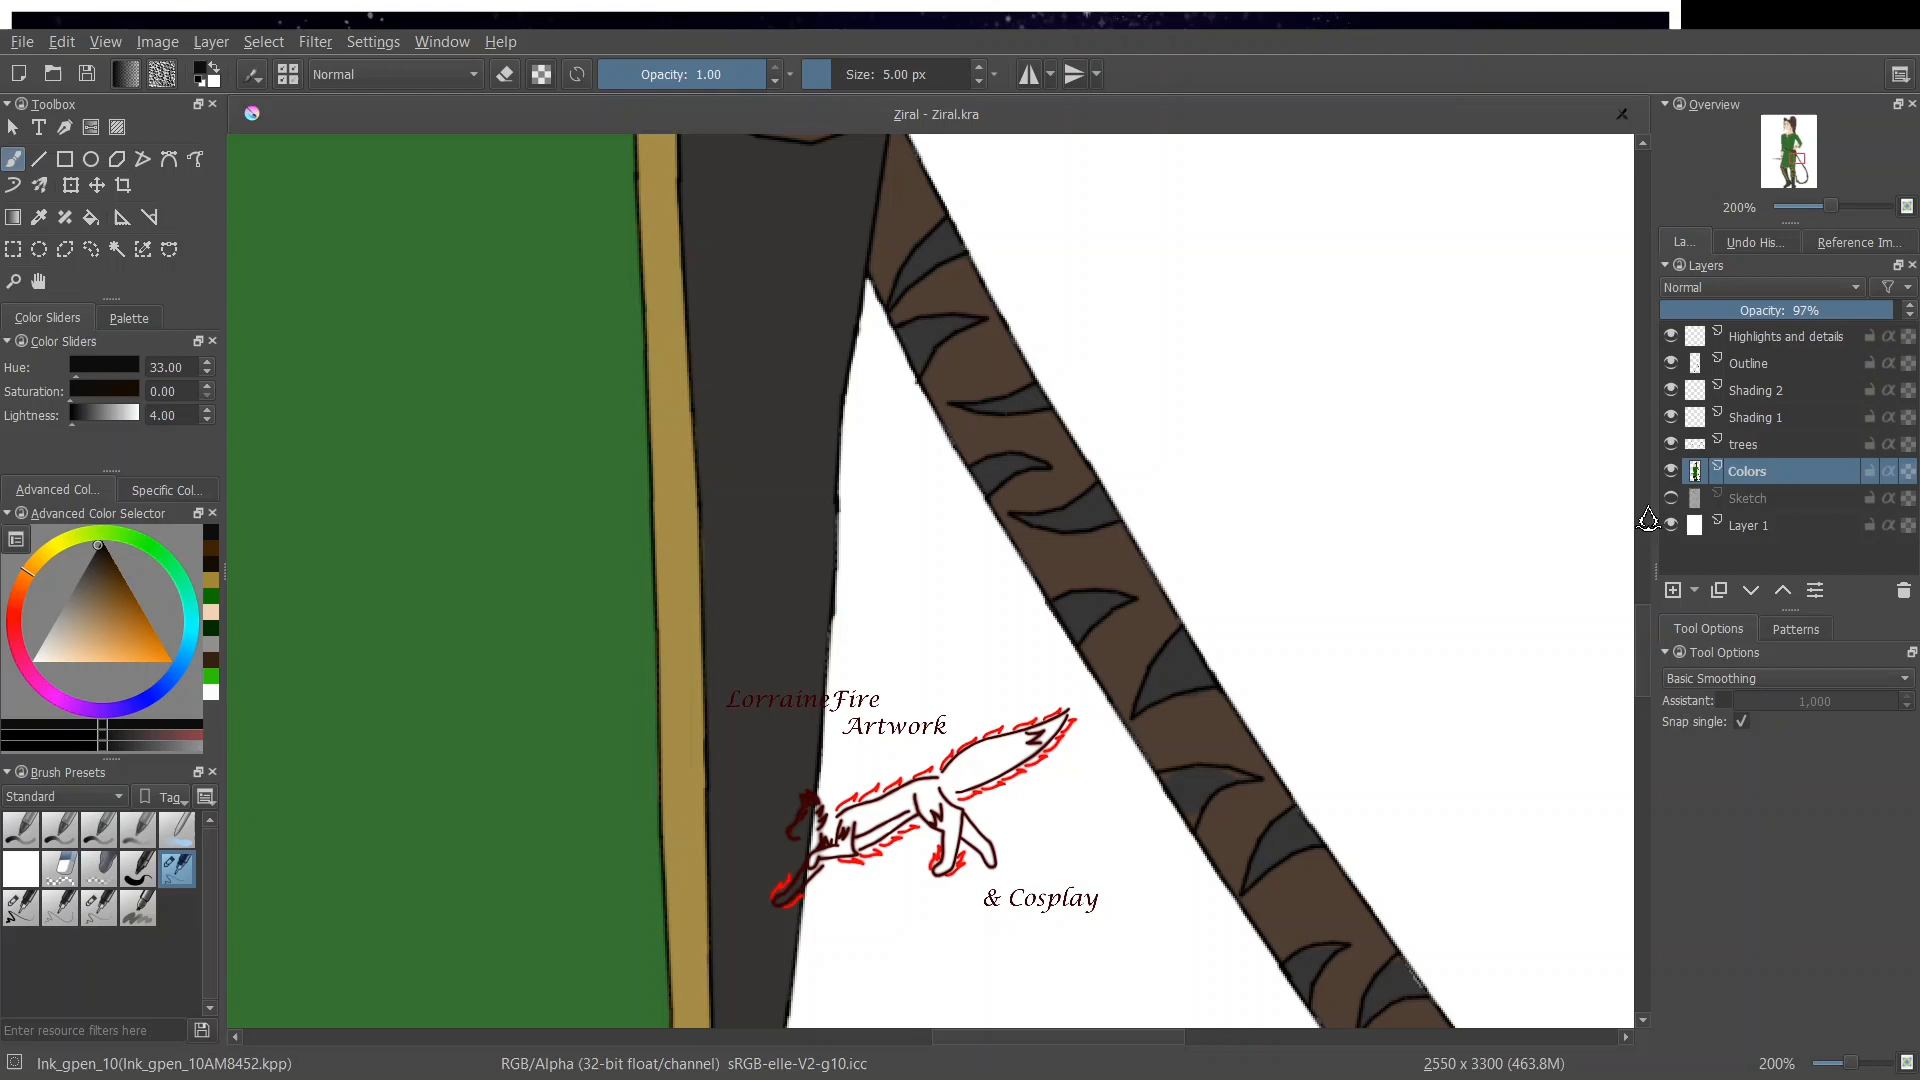 File Edit View Image Layer Select Filter Settings Window Help
Normal Opacity: 1.00 Size: 5.00 px
Toolbox
Ziral - Ziral.kra
Overview
200%
La... Undo His... Reference Im...
Layers
Normal
Opacity: 97%
Highlights and details
Outline
Shading 2
Shading 1
trees
Colors
Sketch
Layer 1
Tool Options Patterns
Tool Options
Basic Smoothing
Assistant: 1,000
Snap single:
Color Sliders Palette
Color Sliders
Hue: 33.00
Saturation: 0.00
Lightness: 4.00
Advanced Col... Specific Col...
Advanced Color Selector
Brush Presets
Standard Tag
Enter resource filters here
LorraineFire
Artwork
& Cosplay
Ink_gpen_10(Ink_gpen_10AM8452.kpp) RGB/Alpha (32-bit float/channel) sRGB-elle-V2-g10.icc 2550 x 3300 (463.8M) 200%